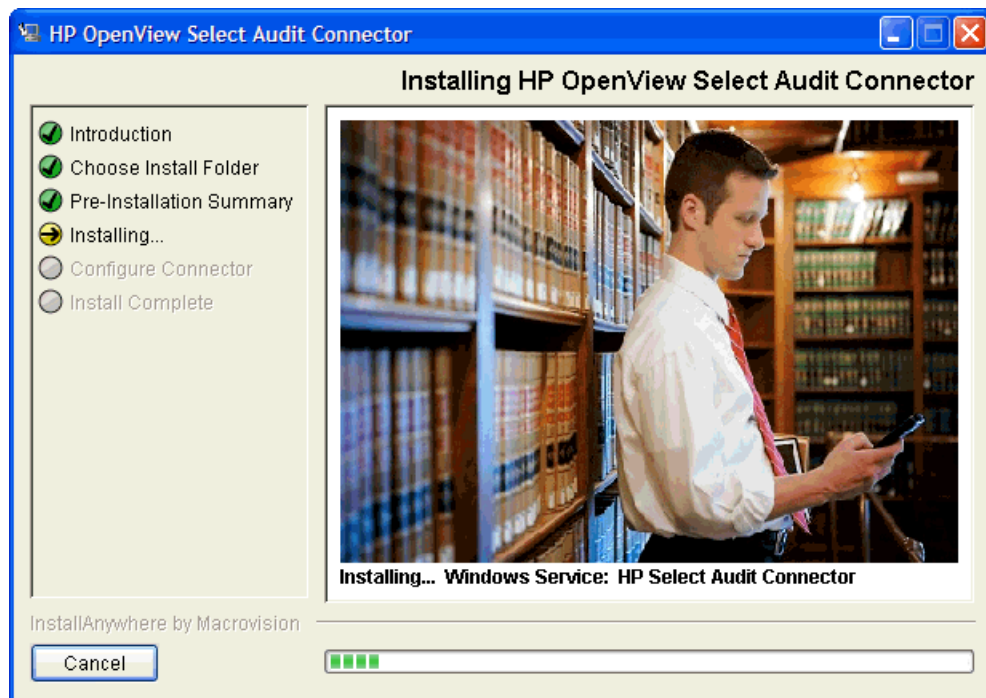 HP OpenView Select Audit Connector
Installing HP OpenView Select Audit Connector
Introduction
Choose Install Folder
Pre-Installation Summary
Installing...
Configure Connector
Install Complete
Installing... Windows Service: HP Select Audit Connector
InstallAnywhere by Macrovision
Cancel